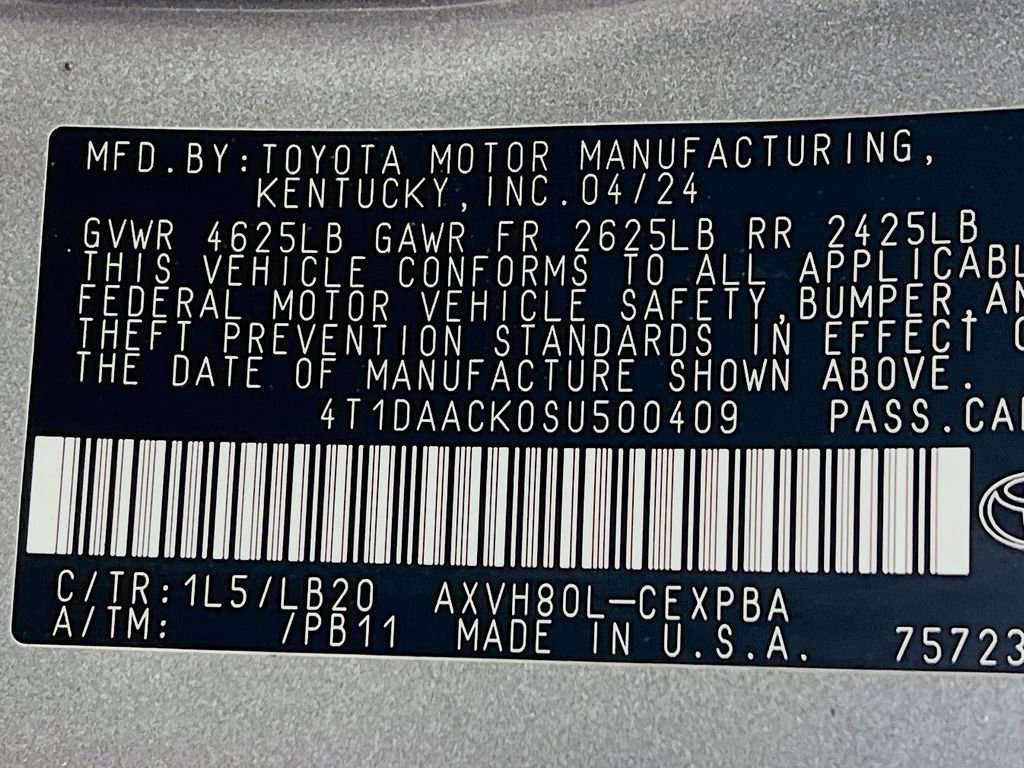 MFD.BY:TOYOTA MOTOR MANUFACTURING,
KENTUCKY,INC.04/24
GVWR 4625LB GAWR FR 2625LB RR 2425LB
THIS VEHICLE CONFORMS TO ALL APPLICABL
FEDERAL MOTOR VEHICLE SAFETY,BUMPER,AN
THEFT PREVENTION STANDARDS IN EFFECT
THE DATE OF MANUFACTURE SHOWN ABOVE.
4T1DAACK0SU500409 PASS.CA
C/TR:1L5/LB20 AXVH80L-CEXPBA
A/TM: /PB11 MADE IN U.S.A. 75723